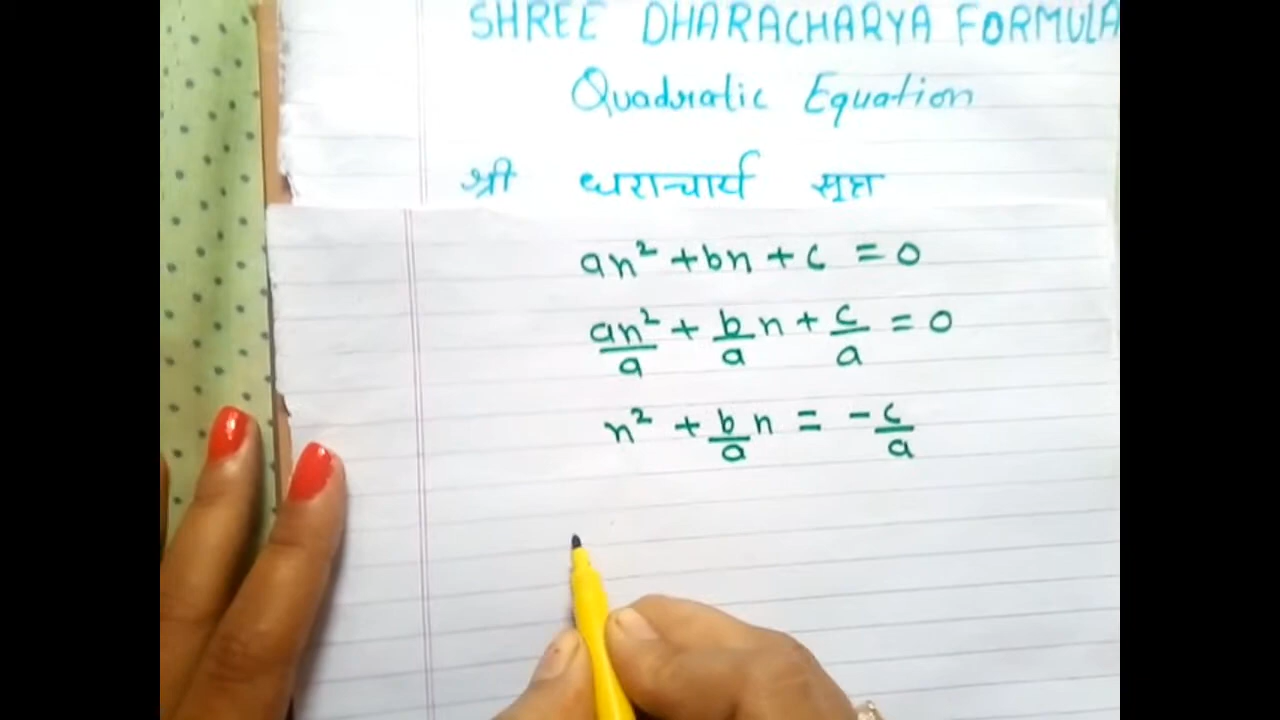 SHREE DHARACHARYA FORMULA
Quadratic Equation
श्री धराचार्य सूत्र
an² + bn + c = 0
an²/a + b/a n + c/a = 0
n² + b/a n = -c/a